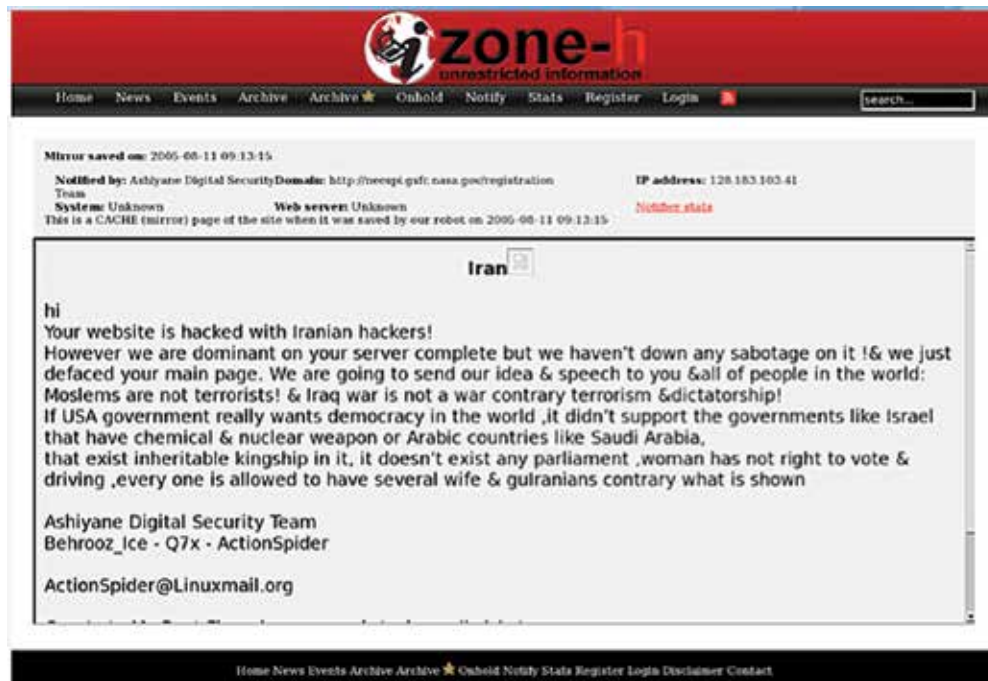 zone-h
unrestricted information
Home News Events Archive Archive Onhold Notify Stats Register Login
search...
Mirror saved on: 2005-08-11 09:13:15
Notified by: Ashiyane Digital Security Domain: http://neespi.gsfc.nasa.gov/registration IP address: 128.183.103.41
Team
System: Unknown Web server: Unknown Notifier stats
This is a CACHE (mirror) page of the site when it was saved by our robot on 2005-08-11 09:13:15
Iran
hi
Your website is hacked with Iranian hackers!
However we are dominant on your server complete but we haven't down any sabotage on it !& we just
defaced your main page. We are going to send our idea & speech to you &all of people in the world:
Moslems are not terrorists! & Iraq war is not a war contrary terrorism &dictatorship!
If USA government really wants democracy in the world ,it didn't support the governments like Israel
that have chemical & nuclear weapon or Arabic countries like Saudi Arabia,
that exist inheritable kingship in it, it doesn't exist any parliament ,woman has not right to vote &
driving ,every one is allowed to have several wife & gulranians contrary what is shown
Ashiyane Digital Security Team
Behrooz_Ice - Q7x - ActionSpider
ActionSpider@Linuxmail.org
Home News Events Archive Archive Onhold Notify Stats Register Login Disclaimer Contact